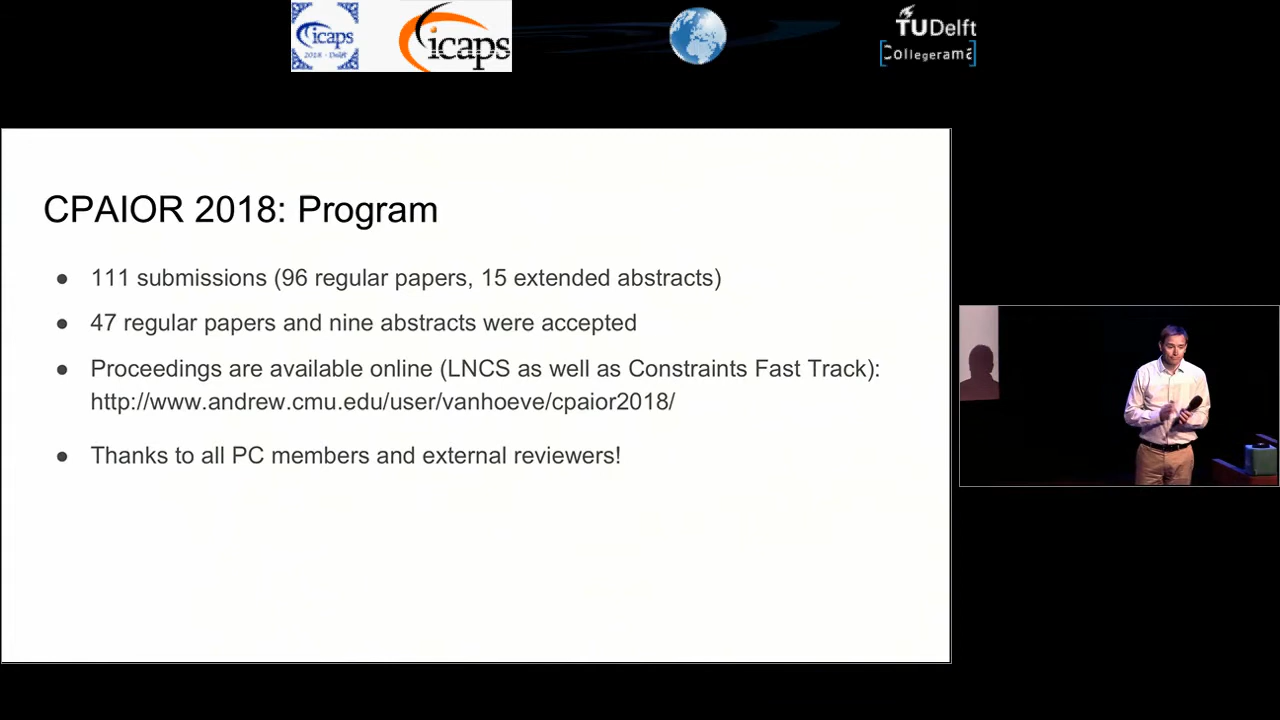 icaps
2018 - Delft
icaps
TU Delft
Collegerama
CPAIOR 2018: Program
● 111 submissions (96 regular papers, 15 extended abstracts)
● 47 regular papers and nine abstracts were accepted
● Proceedings are available online (LNCS as well as Constraints Fast Track):
http://www.andrew.cmu.edu/user/vanhoeve/cpaior2018/
● Thanks to all PC members and external reviewers!